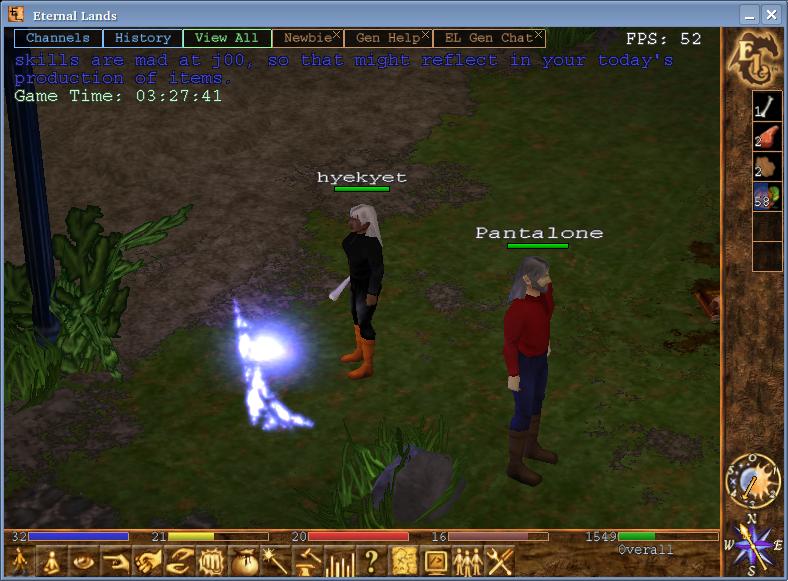 Eternal Lands
Channels History View All Newbie Gen Help EL Gen Chat FPS: 52
skills are mad at j00, so that might reflect in your today's
production of items.
Game Time: 03:27:41
1
2
2
58
hyekyet
Pantalone
32 21 20 16 1549
Overall
N
W E
S